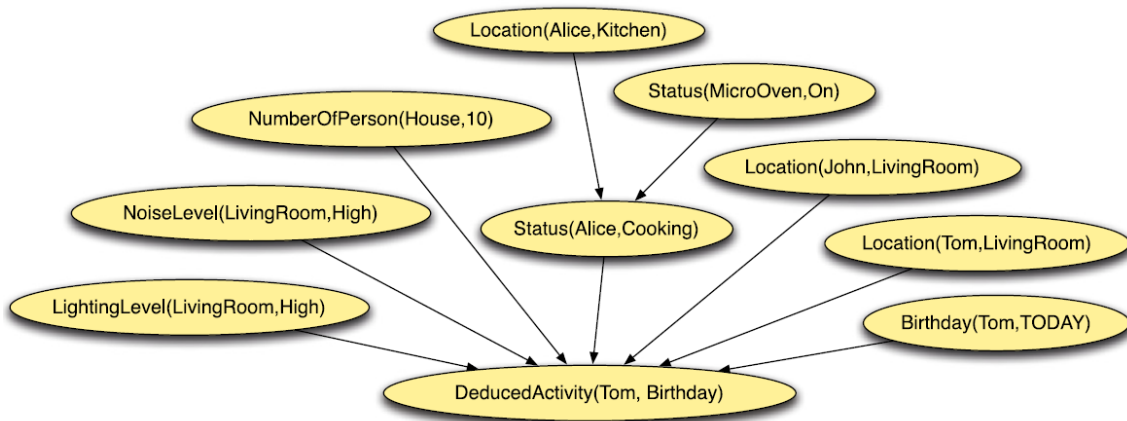 Location(Alice,Kitchen)
Status(MicroOven,On)
NumberOfPerson(House,10)
Location(John,LivingRoom)
NoiseLevel(LivingRoom,High)
Status(Alice,Cooking)
Location(Tom,LivingRoom)
LightingLevel(LivingRoom,High)
Birthday(Tom,TODAY)
DeducedActivity(Tom, Birthday)